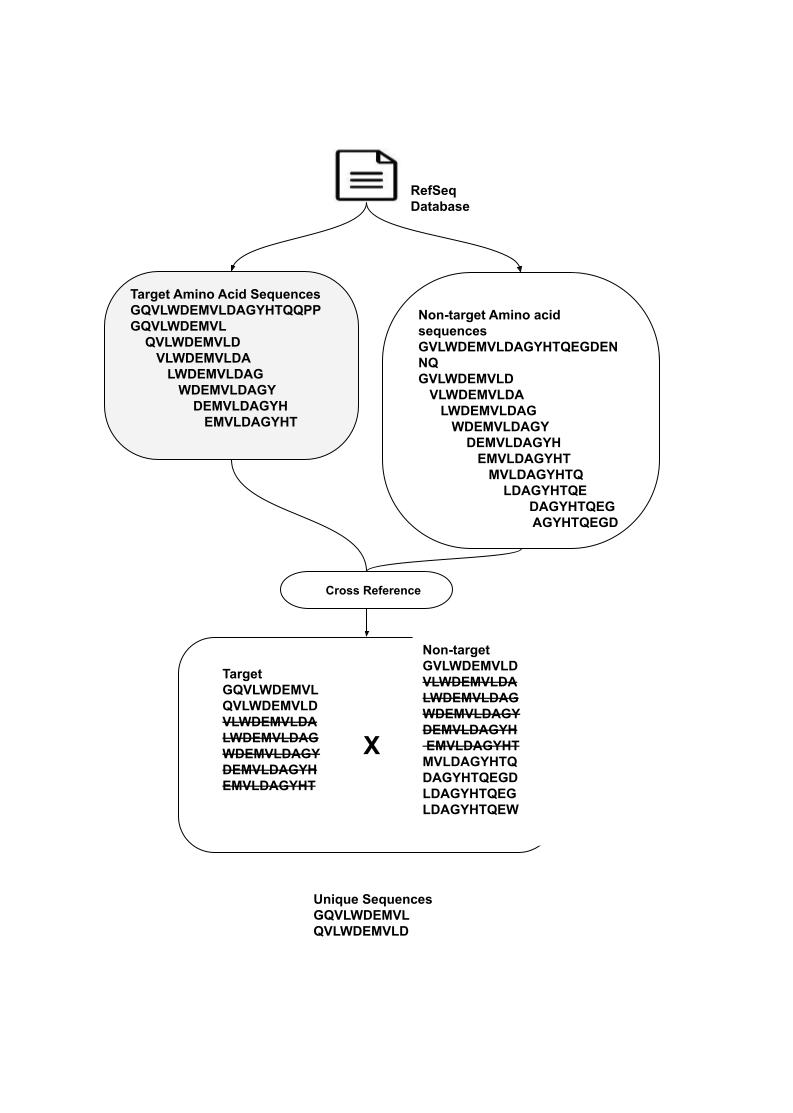 RefSeq
Database
Target Amino Acid Sequences
GQVLWDEMVLDAGYHTQQPP
GQVLWDEMVL
QVLWDEMVLD
VLWDEMVLDA
LWDEMVLDAG
WDEMVLDAGY
DEMVLDAGYH
EMVLDAGYHT
Non-target Amino acid
sequences
GVLWDEMVLDAGYHTQEGDEN
NQ
GVLWDEMVLD
VLWDEMVLDA
LWDEMVLDAG
WDEMVLDAGY
DEMVLDAGYH
EMVLDAGYHT
MVLDAGYHTQ
LDAGYHTQE
DAGYHTQEG
AGYHTQEGD
Cross Reference
Target
GQVLWDEMVL
QVLWDEMVLD
VLWDEMVLDA
LWDEMVLDAG
WDEMVLDAGY
DEMVLDAGYH
EMVLDAGYHT
X
Non-target
GVLWDEMVLD
VLWDEMVLDA
LWDEMVLDAG
WDEMVLDAGY
DEMVLDAGYH
EMVLDAGYHT
MVLDAGYHTQ
DAGYHTQEGD
LDAGYHTQEG
LDAGYHTQEW
Unique Sequences
GQVLWDEMVL
QVLWDEMVLD